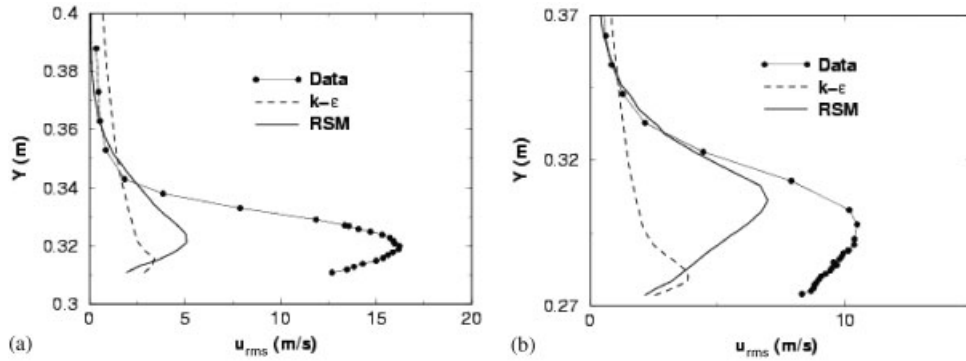 0.4
0.38
0.36
0.34
0.32
0.3
Y (m)
0 5 10 15 20
u_rms (m/s)
Data
k-ε
RSM
(a)
0.37
0.32
0.27
Y (m)
0 5 10
u_rms (m/s)
Data
k-ε
RSM
(b)